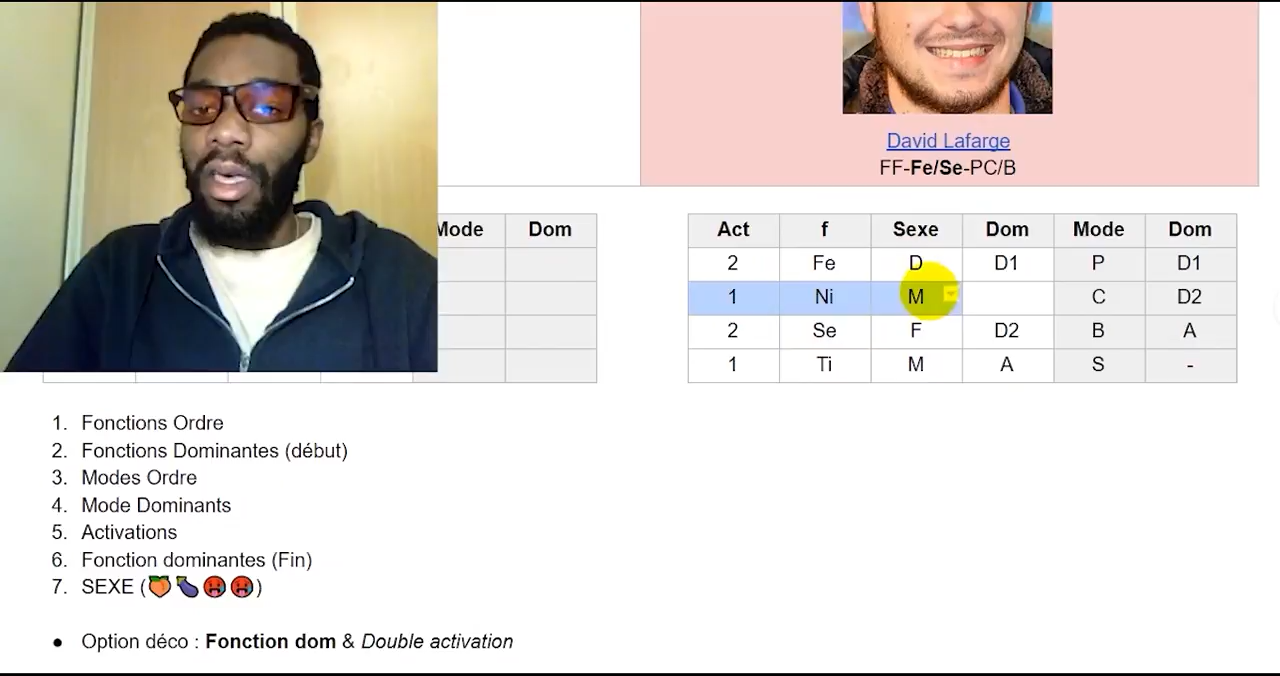 David Lafarge
FF-Fe/Se-PC/B
Mode Dom
Act f Sexe Dom Mode Dom
2 Fe D D1 P D1
1 Ni M C D2
2 Se F D2 B A
1 Ti M A S -
1. Fonctions Ordre
2. Fonctions Dominantes (début)
3. Modes Ordre
4. Mode Dominants
5. Activations
6. Fonction dominantes (Fin)
7. SEXE (🍑🍆🥵🥵)
● Option déco : Fonction dom & Double activation